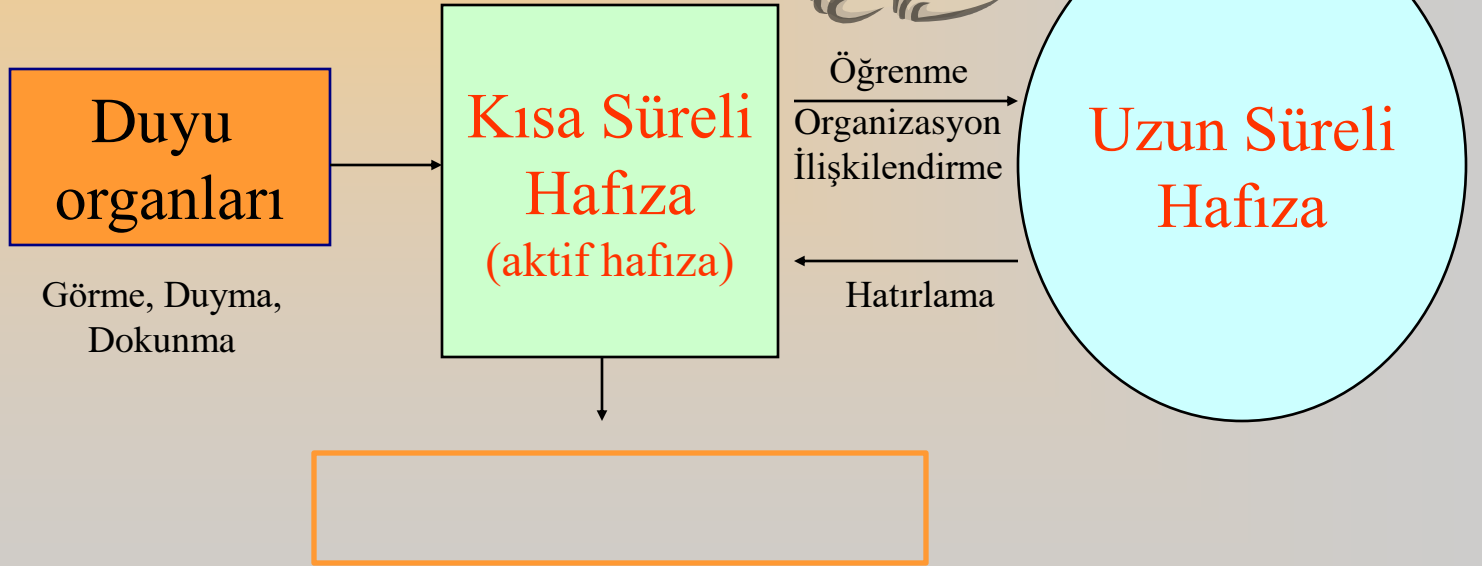 Duyu
organları
Görme, Duyma,
Dokunma
Kısa Süreli
Hafıza
(aktif hafıza)
Öğrenme
Organizasyon
İlişkilendirme
Hatırlama
Uzun Süreli
Hafıza